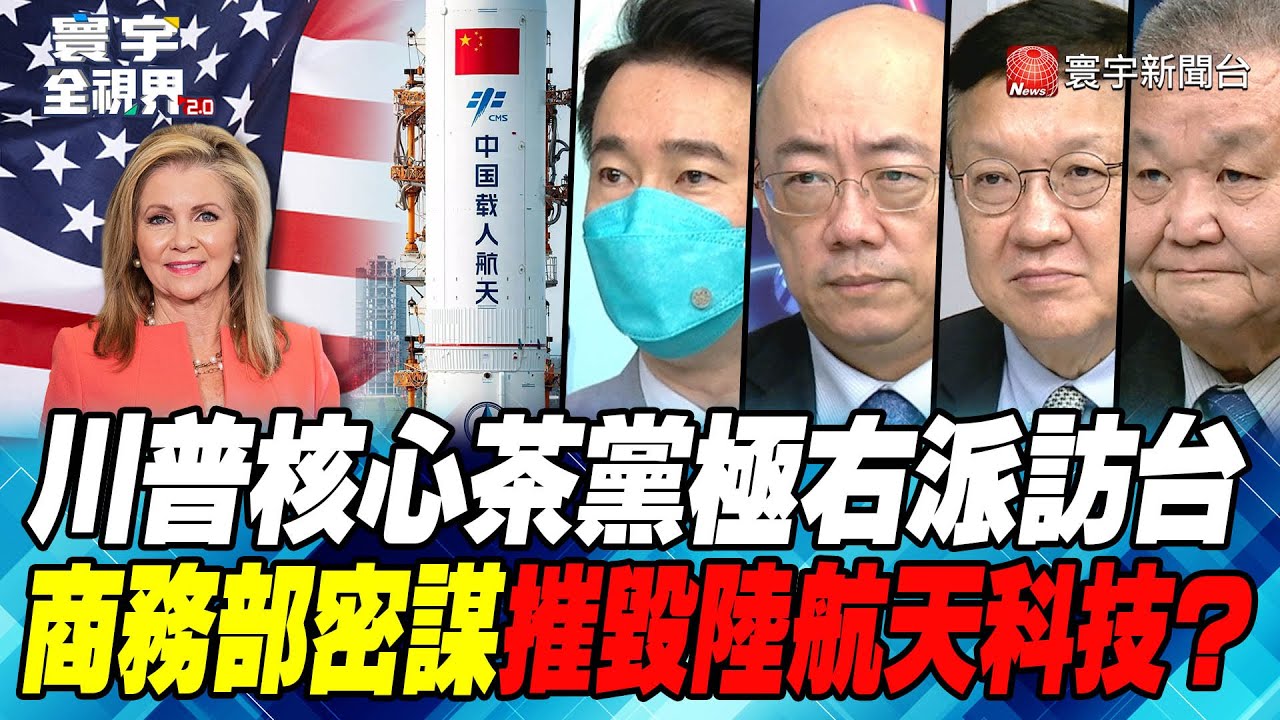 寰宇
全視界2.0
CMS
中国载人航天
News
寰宇新聞台
川普核心茶黨極右派訪台
商務部密謀摧毀陸航天科技?